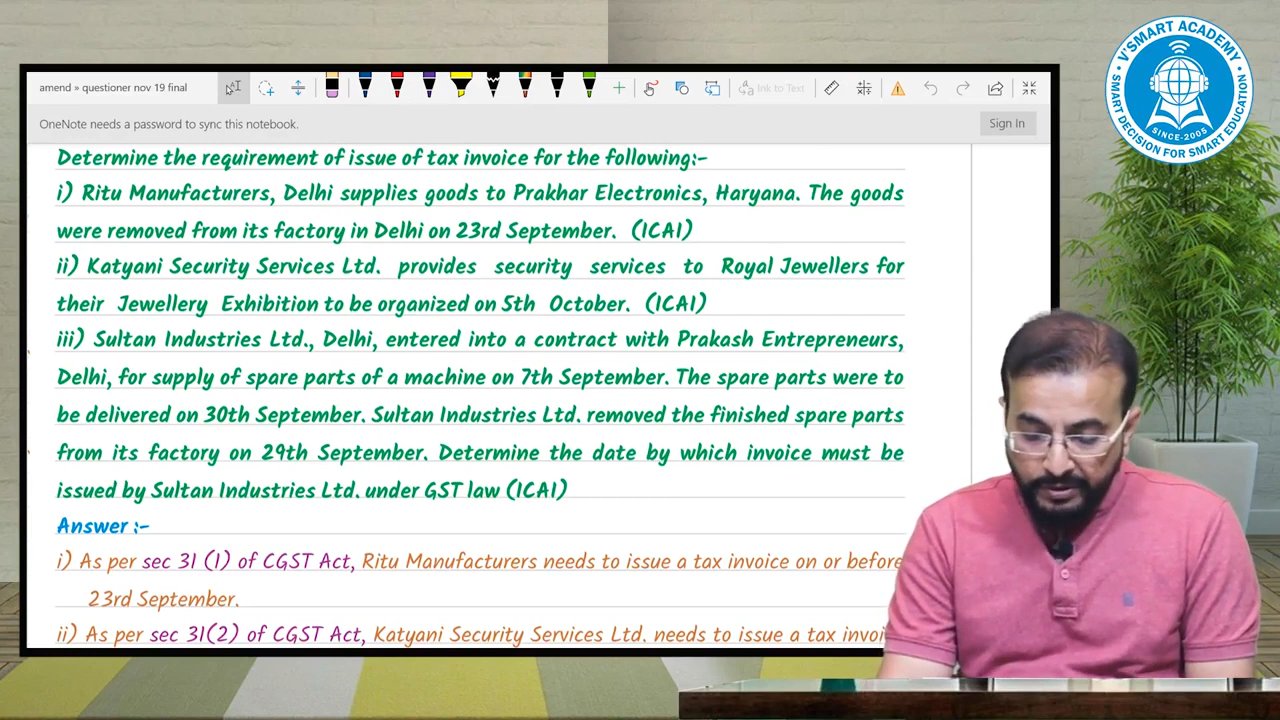 amend » questioner nov 19 final
Ink to Text
OneNote needs a password to sync this notebook.
Sign In
Determine the requirement of issue of tax invoice for the following:-
i) Ritu Manufacturers, Delhi supplies goods to Prakhar Electronics, Haryana. The goods
were removed from its factory in Delhi on 23rd September. (ICAI)
ii) Katyani Security Services Ltd. provides security services to Royal Jewellers for
their Jewellery Exhibition to be organized on 5th October. (ICAI)
iii) Sultan Industries Ltd., Delhi, entered into a contract with Prakash Entrepreneurs,
Delhi, for supply of spare parts of a machine on 7th September. The spare parts were to
be delivered on 30th September. Sultan Industries Ltd. removed the finished spare parts
from its factory on 29th September. Determine the date by which invoice must be
issued by Sultan Industries Ltd. under GST law (ICAI)
Answer :-
i) As per sec 31 (1) of CGST Act, Ritu Manufacturers needs to issue a tax invoice on or before
23rd September.
ii) As per sec 31(2) of CGST Act, Katyani Security Services Ltd. needs to issue a tax invoi
V'SMART ACADEMY
SINCE-2005
SMART DECISION FOR SMART EDUCATION